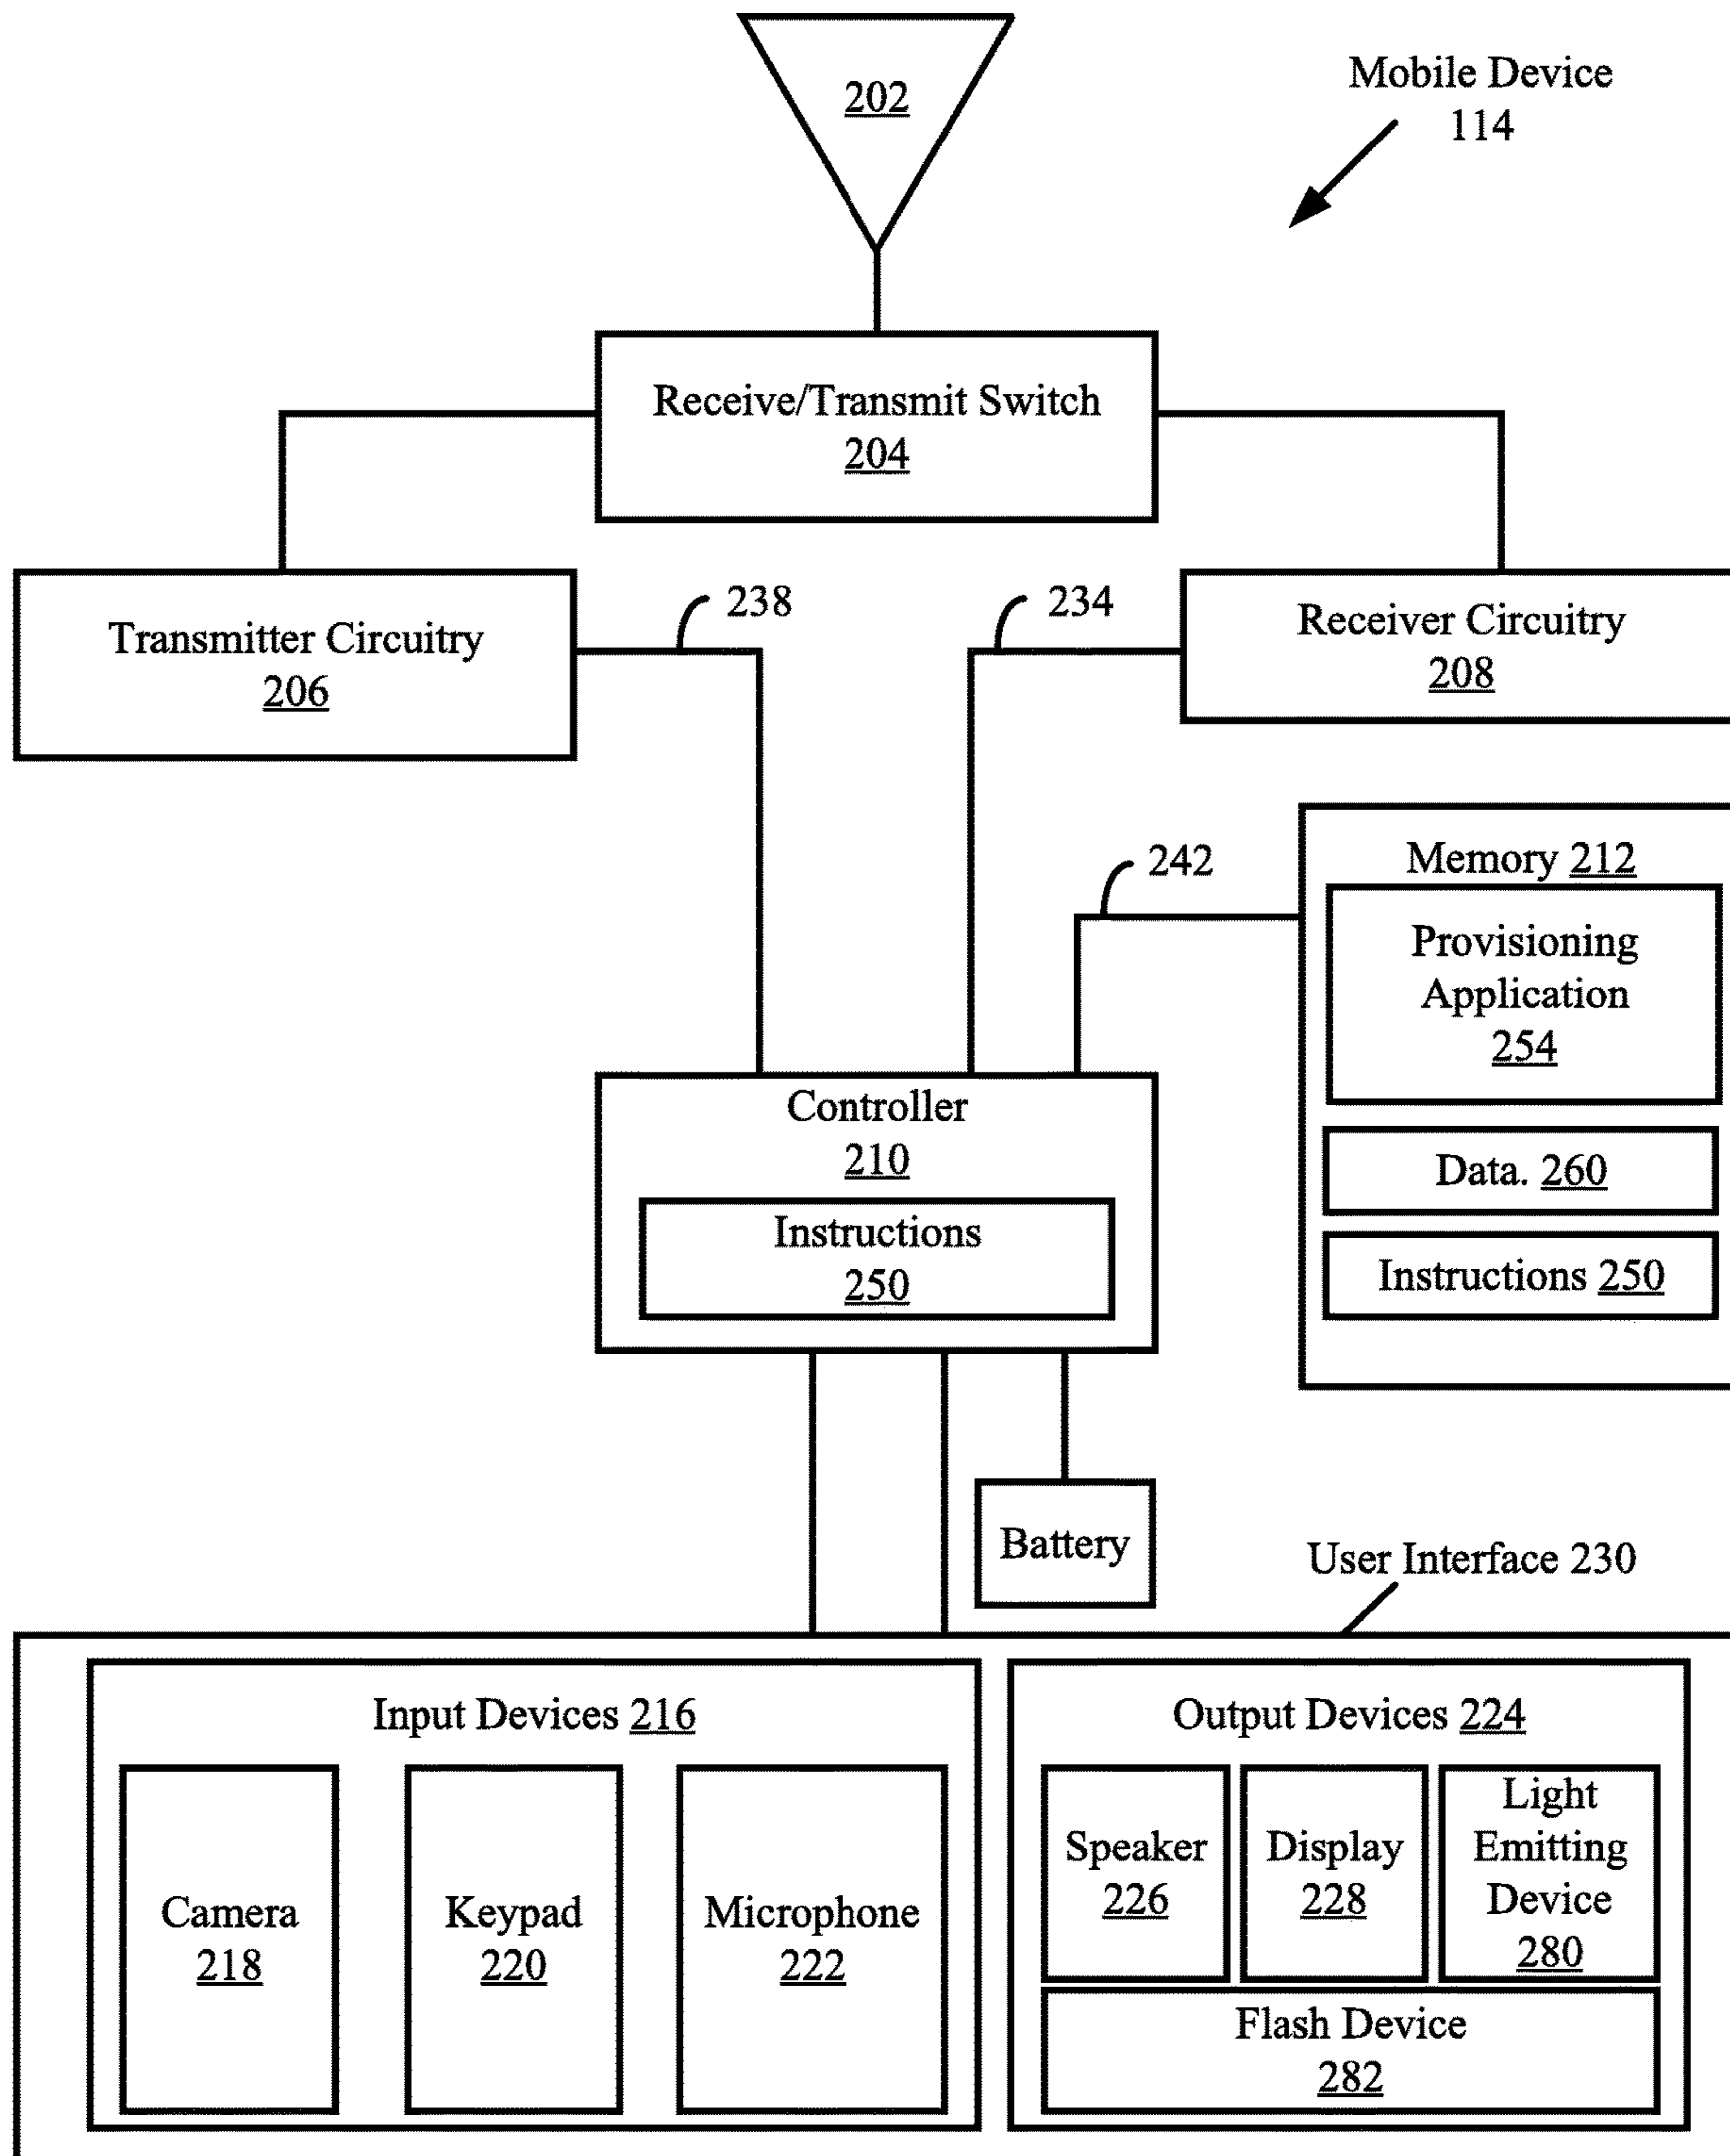 202
Mobile Device
114
Receive/Transmit Switch
204
238
234
Transmitter Circuitry
206
Receiver Circuitry
208
242
Memory 212
Provisioning
Application
254
Data. 260
Instructions 250
Controller
210
Instructions
250
Battery
User Interface 230
Input Devices 216
Camera
218
Keypad
220
Microphone
222
Output Devices 224
Speaker
226
Display
228
Light
Emitting
Device
280
Flash Device
282